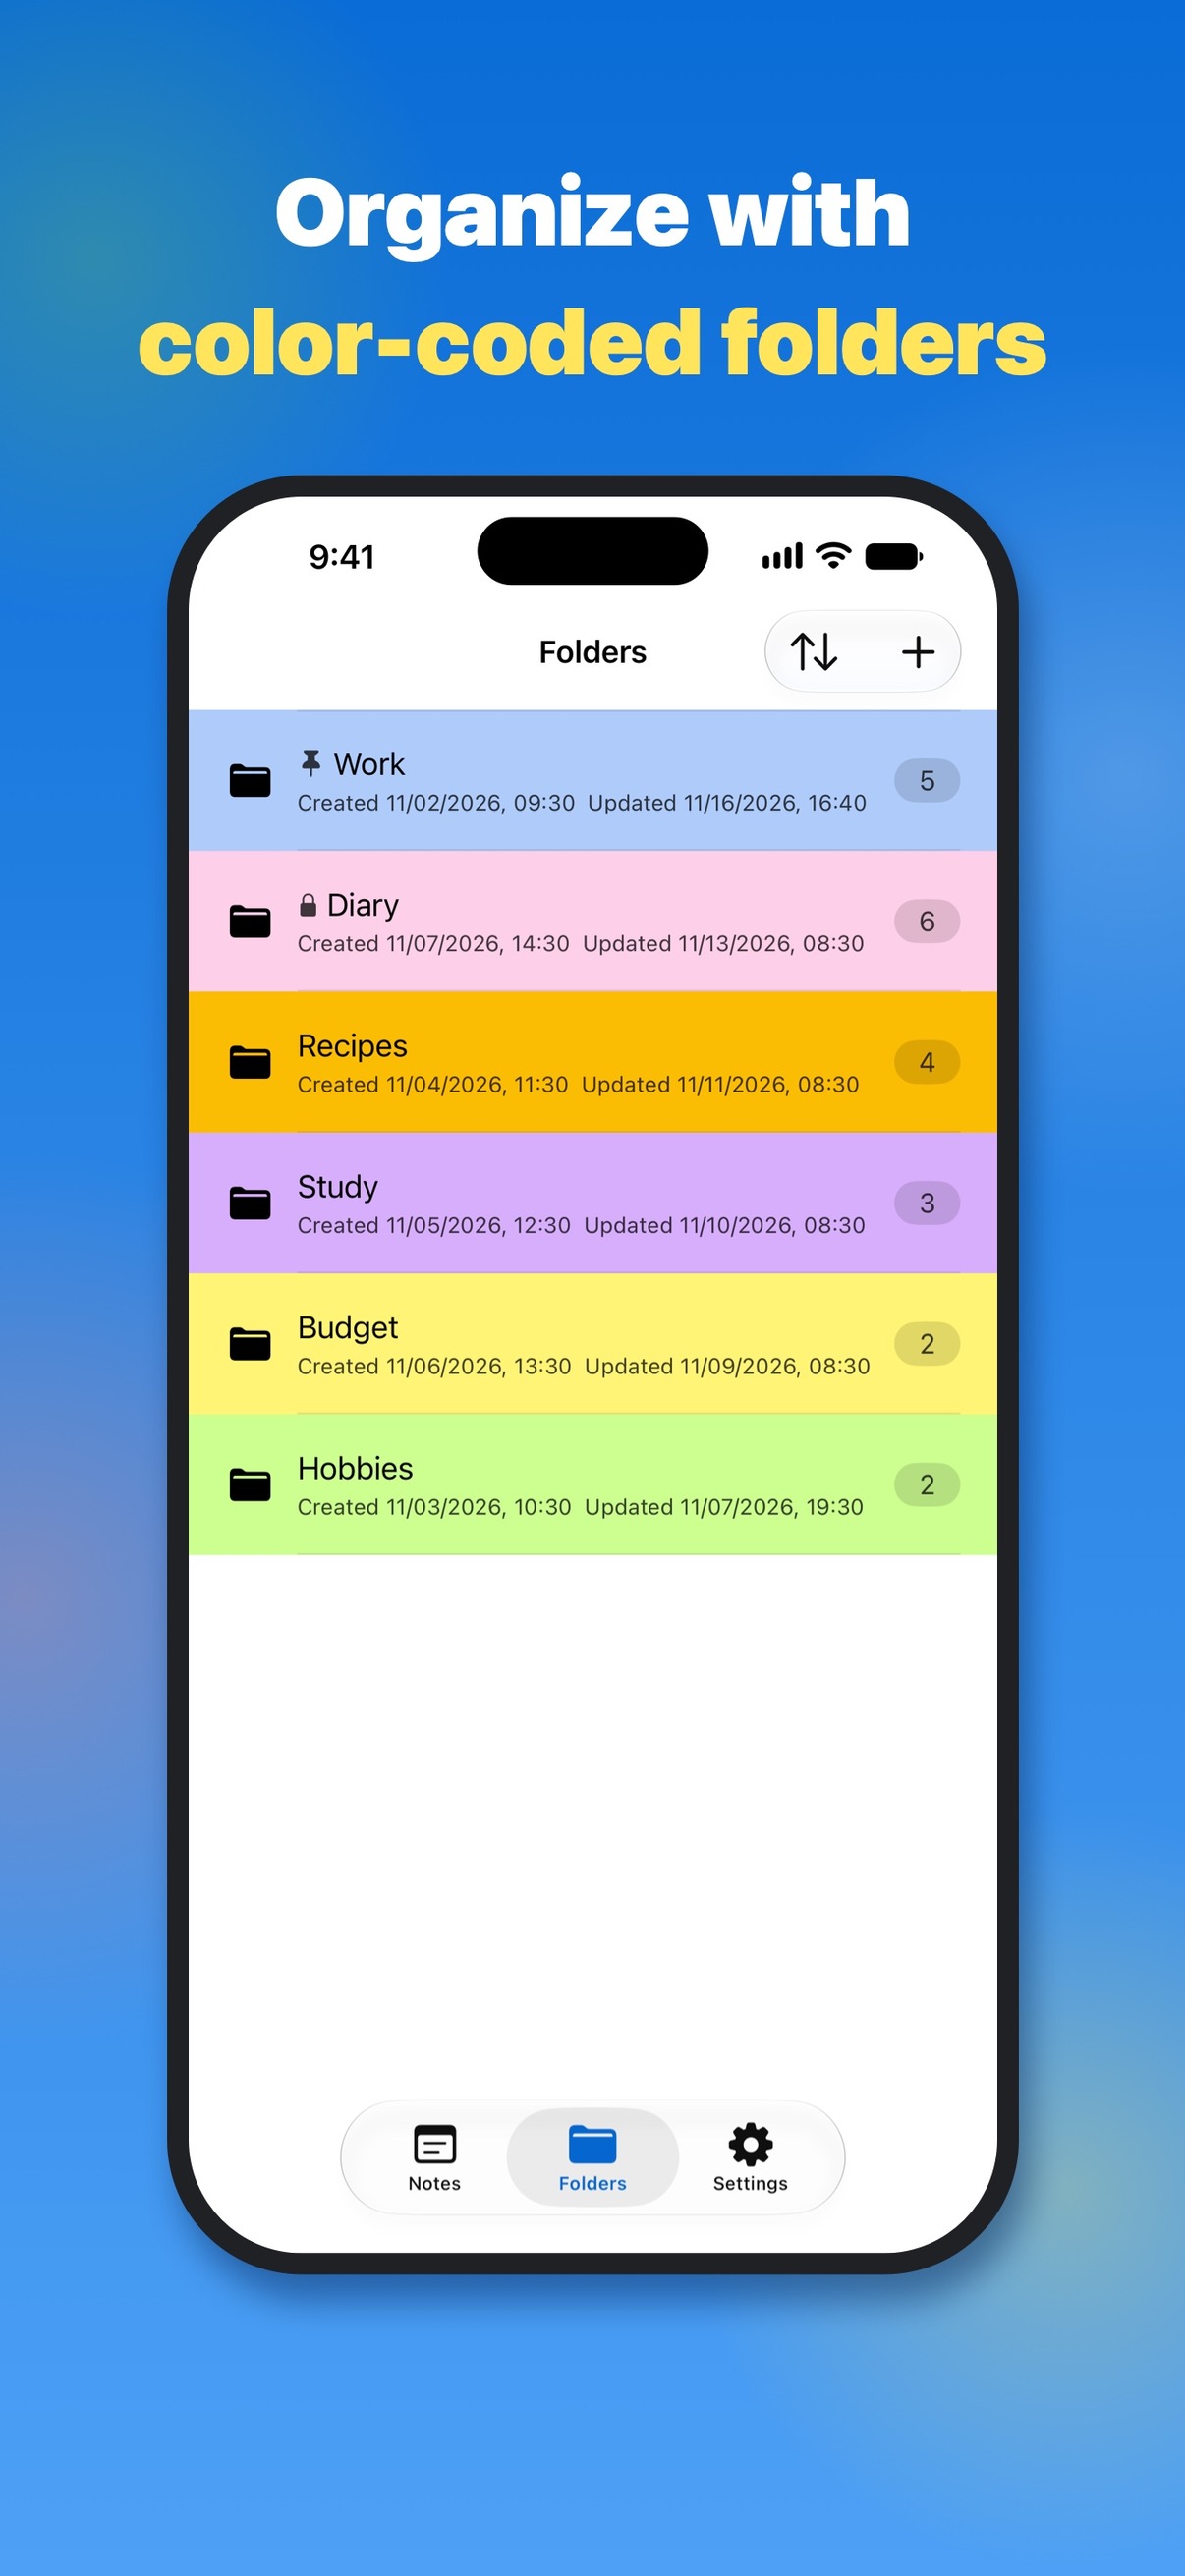 Organize with
color-coded folders
9:41
Folders
Work
Created 11/02/2026, 09:30 Updated 11/16/2026, 16:40
5
Diary
Created 11/07/2026, 14:30 Updated 11/13/2026, 08:30
6
Recipes
Created 11/04/2026, 11:30 Updated 11/11/2026, 08:30
4
Study
Created 11/05/2026, 12:30 Updated 11/10/2026, 08:30
3
Budget
Created 11/06/2026, 13:30 Updated 11/09/2026, 08:30
2
Hobbies
Created 11/03/2026, 10:30 Updated 11/07/2026, 19:30
2
Notes
Folders
Settings